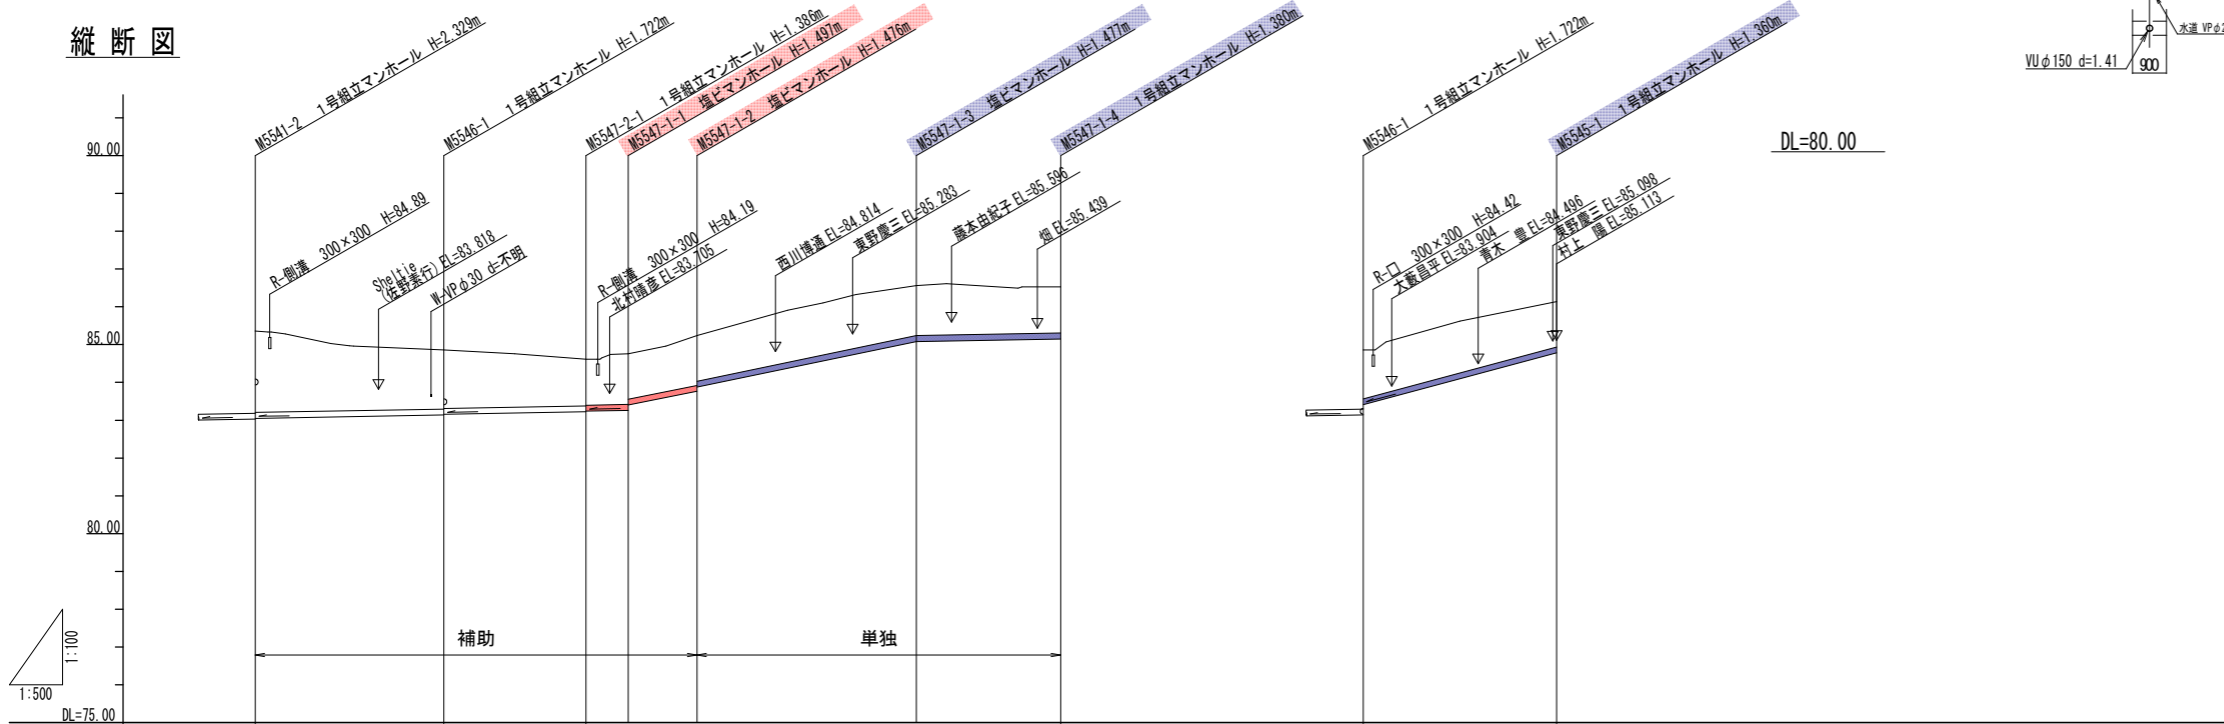 縦断図
M5541-2 1号組立マンホール H=2.329m
M5546-1 1号組立マンホール H=1.722m
M5547-2-1 1号組立マンホール H=1.386m
M5547-1-1 塩ビマンホール H=1.497m
M5547-1-2 塩ビマンホール H=1.476m
M5547-1-3 塩ビマンホール H=1.477m
M5547-1-4 1号組立マンホール H=1.380m
M5546-1 1号組立マンホール H=1.722m
M5545-1 1号組立マンホール H=1.360m
水道 VPφ2
VUφ150 d=1.41
900
DL=80.00
90.00
85.00
80.00
R-側溝 300×300 H=84.89
Sheltie
(佐野素行) EL=83.818
W-VPφ30 d=不明
R-側溝 300×300 H=84.19
北村晴彦 EL=83.705
西川博通 EL=84.814
東野慶三 EL=85.283
藤本由紀子 EL=85.596
畑 EL=85.439
R-口 300×300 H=84.42
大藪昌平 EL=83.904
青木 豊 EL=84.496
東野慶三 EL=85.098
村上 陽 EL=85.113
補助
単独
1:100
1:500
DL=75.00